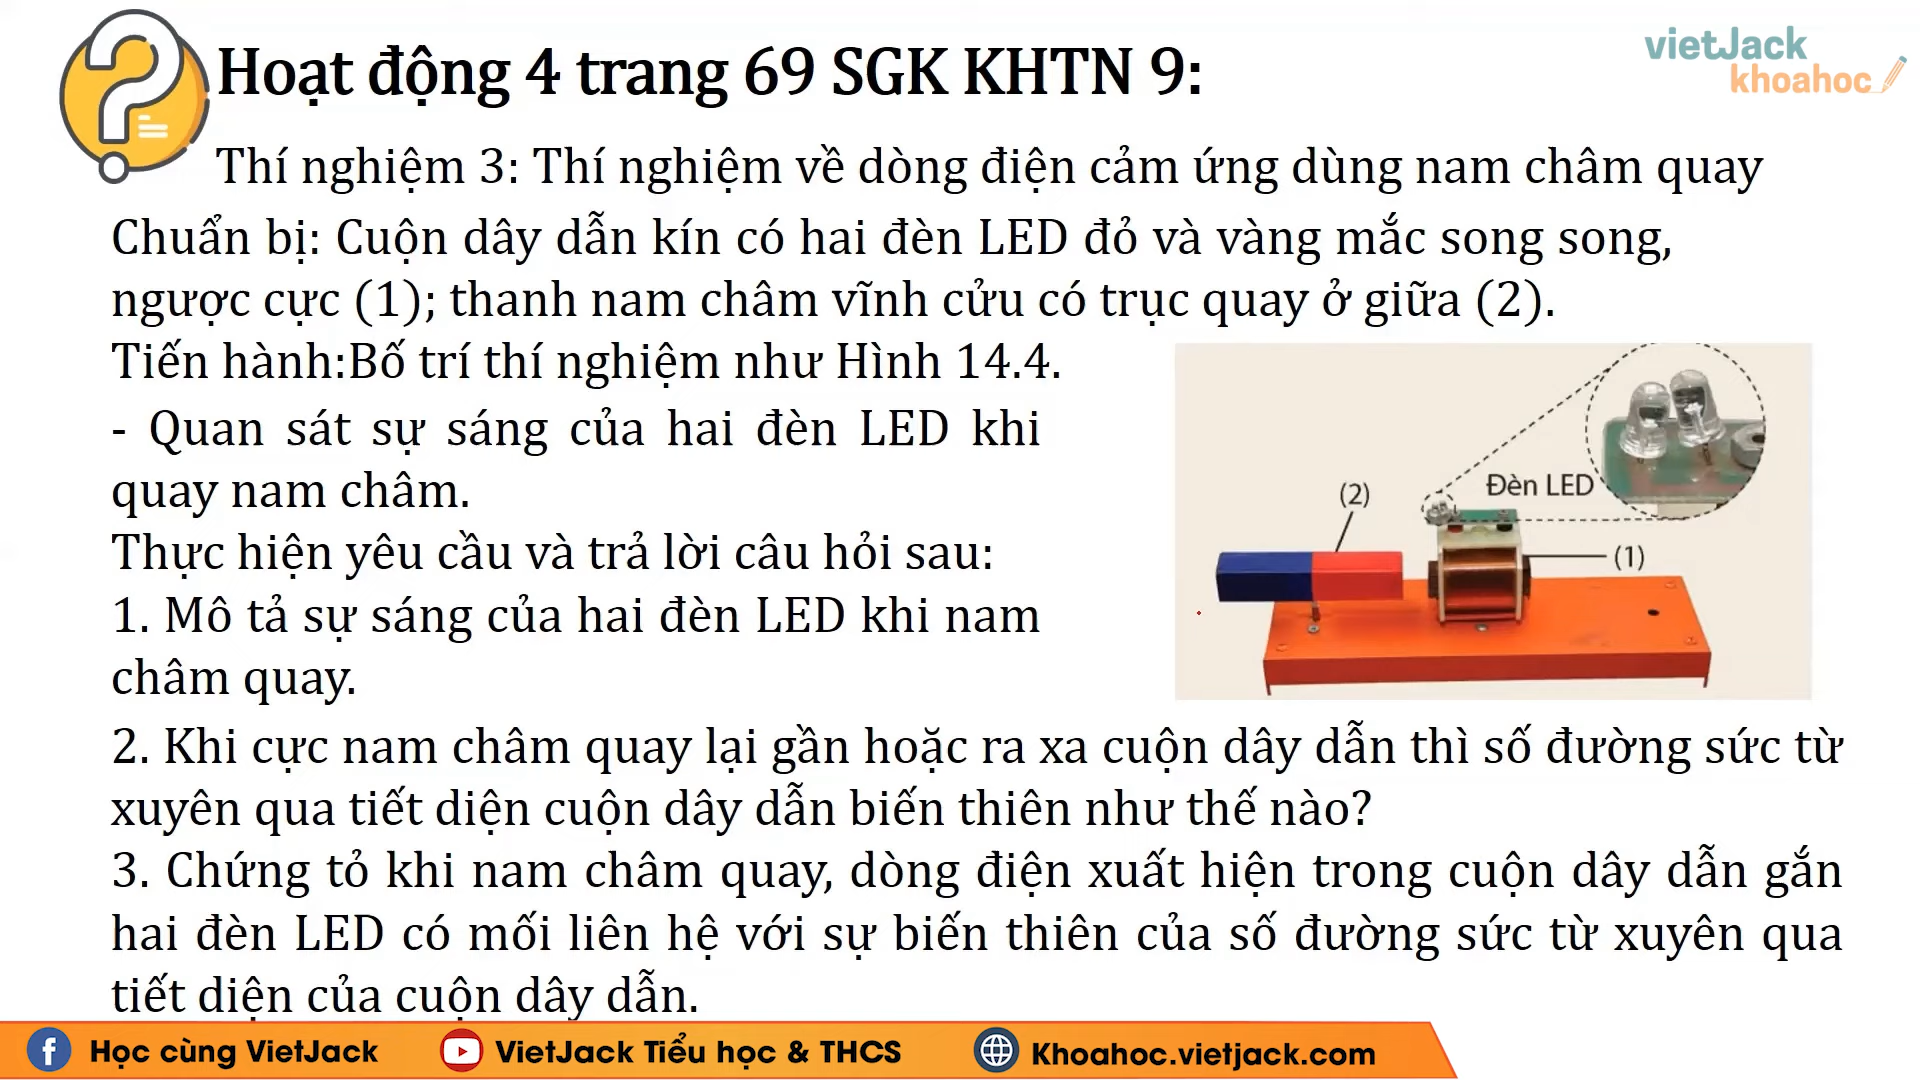 Hoạt động 4 trang 69 SGK KHTN 9:
vietJack
khoahoc
Thí nghiệm 3: Thí nghiệm về dòng điện cảm ứng dùng nam châm quay
Chuẩn bị: Cuộn dây dẫn kín có hai đèn LED đỏ và vàng mắc song song,
ngược cực (1); thanh nam châm vĩnh cửu có trục quay ở giữa (2).
Tiến hành:Bố trí thí nghiệm như Hình 14.4.
- Quan sát sự sáng của hai đèn LED khi
quay nam châm.
Thực hiện yêu cầu và trả lời câu hỏi sau:
1. Mô tả sự sáng của hai đèn LED khi nam
châm quay.
Đèn LED
(2)
(1)
2. Khi cực nam châm quay lại gần hoặc ra xa cuộn dây dẫn thì số đường sức từ
xuyên qua tiết diện cuộn dây dẫn biến thiên như thế nào?
3. Chứng tỏ khi nam châm quay, dòng điện xuất hiện trong cuộn dây dẫn gắn
hai đèn LED có mối liên hệ với sự biến thiên của số đường sức từ xuyên qua
tiết diện của cuộn dây dẫn.
Học cùng VietJack
VietJack Tiểu học & THCS
Khoahoc.vietjack.com